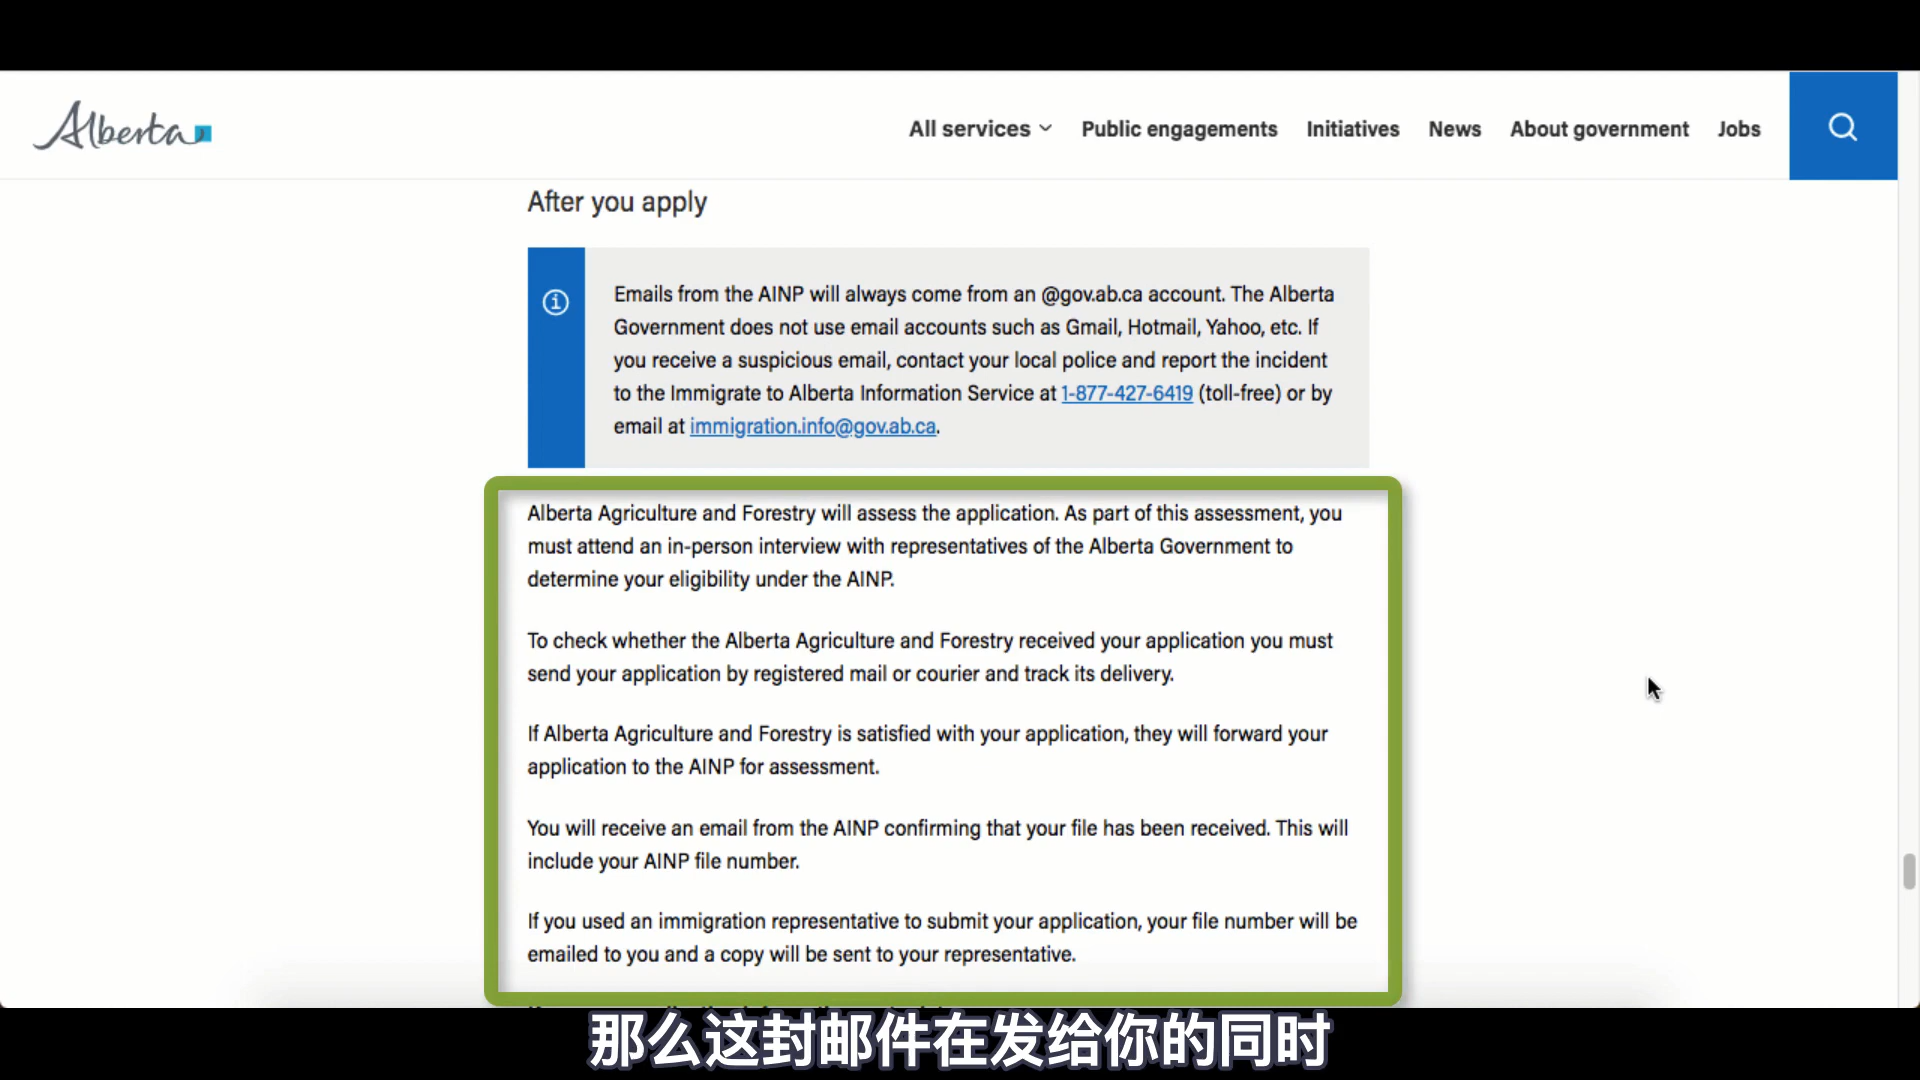 Alberta
All services
Public engagements
Initiatives
News
About government
Jobs
After you apply
Emails from the AINP will always come from an @gov.ab.ca account. The Alberta
Government does not use email accounts such as Gmail, Hotmail, Yahoo, etc. If
you receive a suspicious email, contact your local police and report the incident
to the Immigrate to Alberta Information Service at 1-877-427-6419 (toll-free) or by
email at immigration.info@gov.ab.ca.
Alberta Agriculture and Forestry will assess the application. As part of this assessment, you
must attend an in-person interview with representatives of the Alberta Government to
determine your eligibility under the AINP.
To check whether the Alberta Agriculture and Forestry received your application you must
send your application by registered mail or courier and track its delivery.
If Alberta Agriculture and Forestry is satisfied with your application, they will forward your
application to the AINP for assessment.
You will receive an email from the AINP confirming that your file has been received. This will
include your AINP file number.
If you used an immigration representative to submit your application, your file number will be
emailed to you and a copy will be sent to your representative.
那么这封邮件在发给你的同时